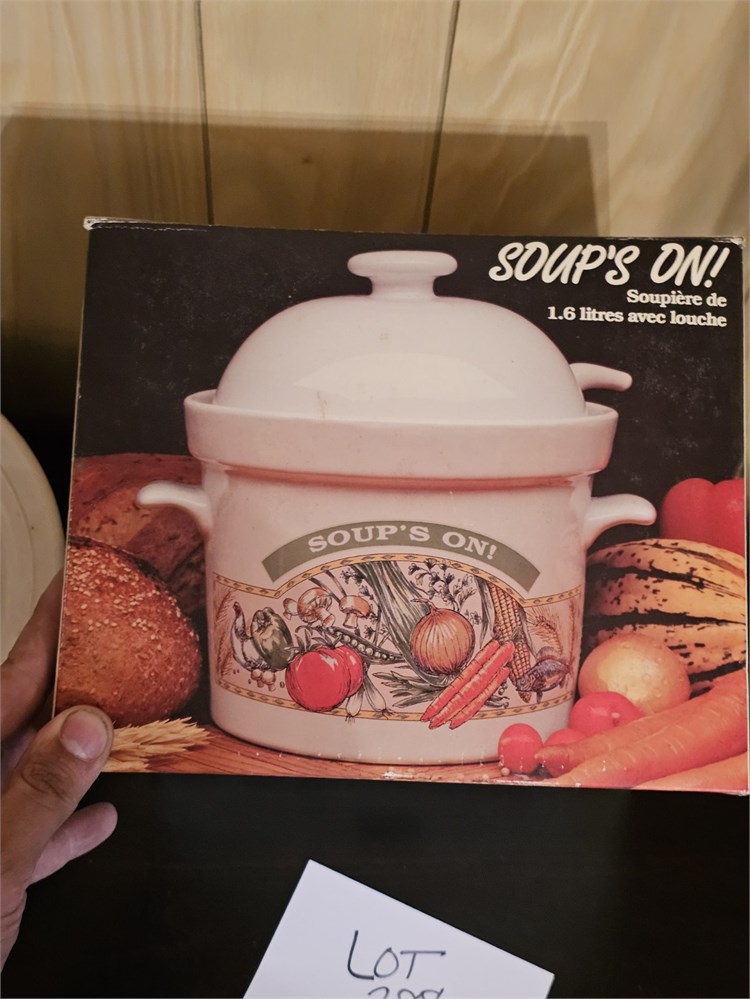 SOUP'S ON!
Soupière de
1.6 litres avec louche
SOUP'S ON!
LOT